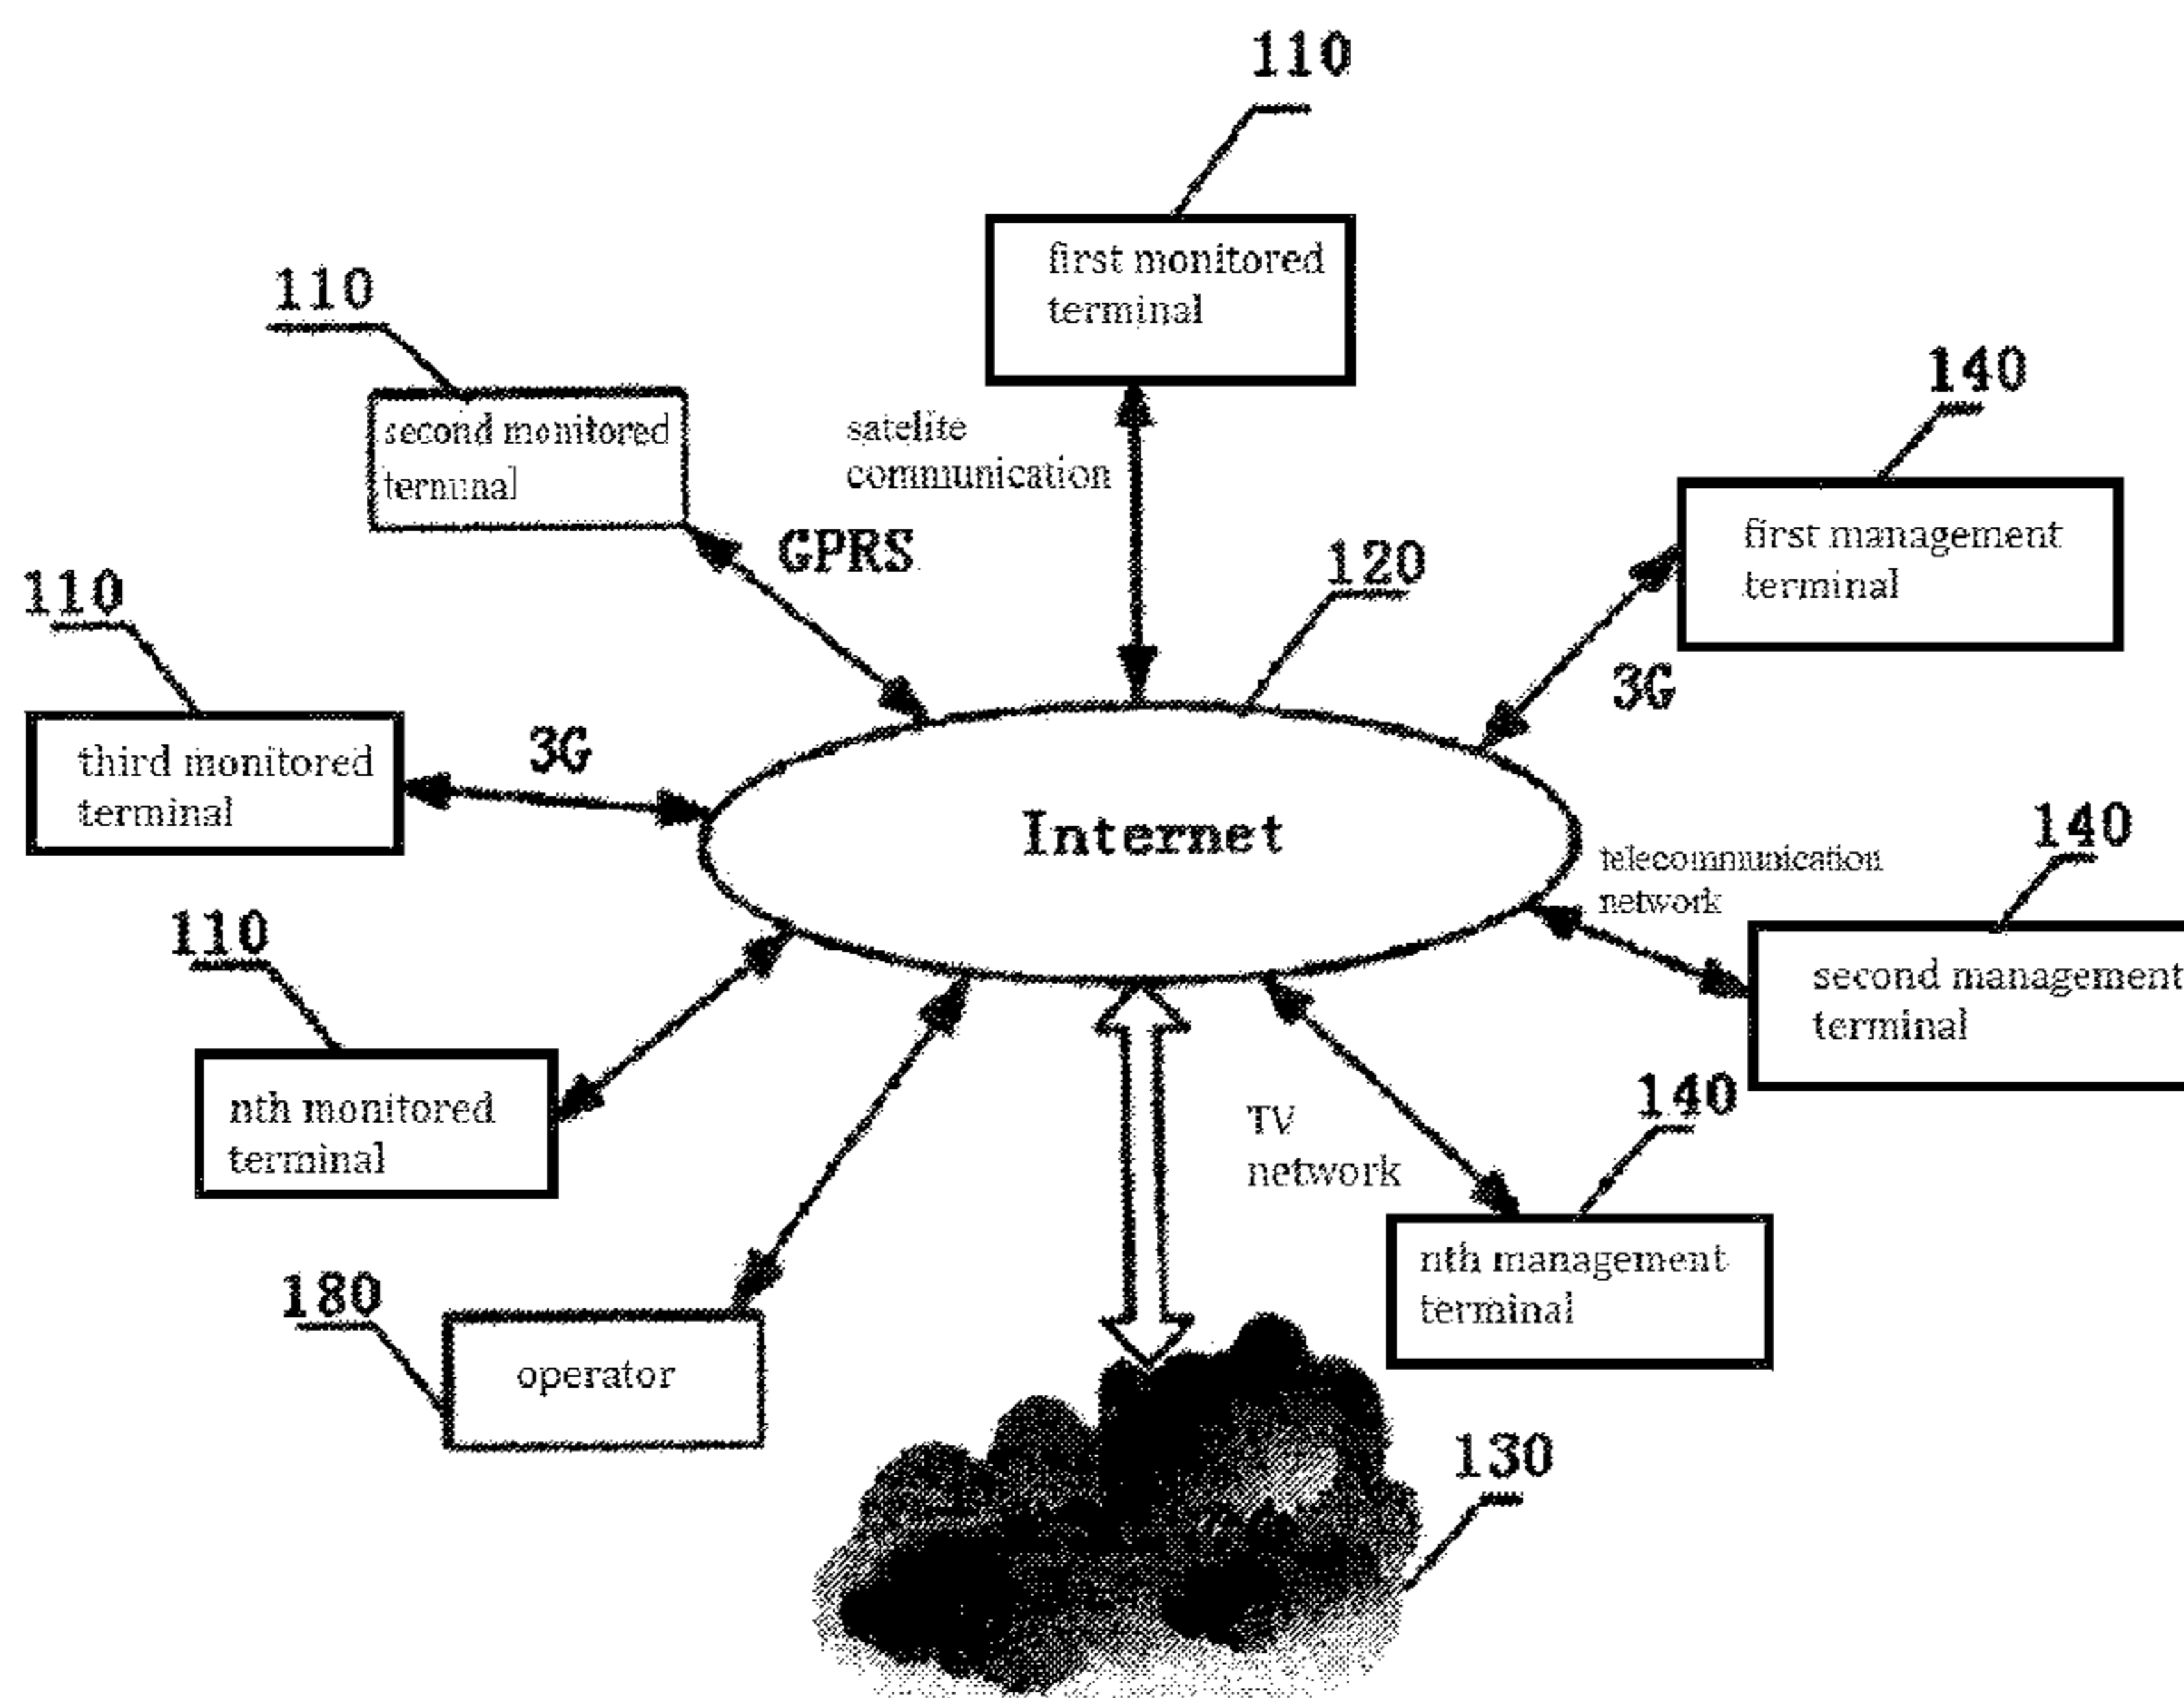 110
first monitored
terminal
110
second monitored
ternunal
satelite
communication
GPRS
140
first management
terminal
120
3G
110
third monitored
terminal
3G
Internet
telecommunication
network
140
second management
terminal
110
nth monitored
terminal
TV
network
140
nth management
terminal
180
operator
130